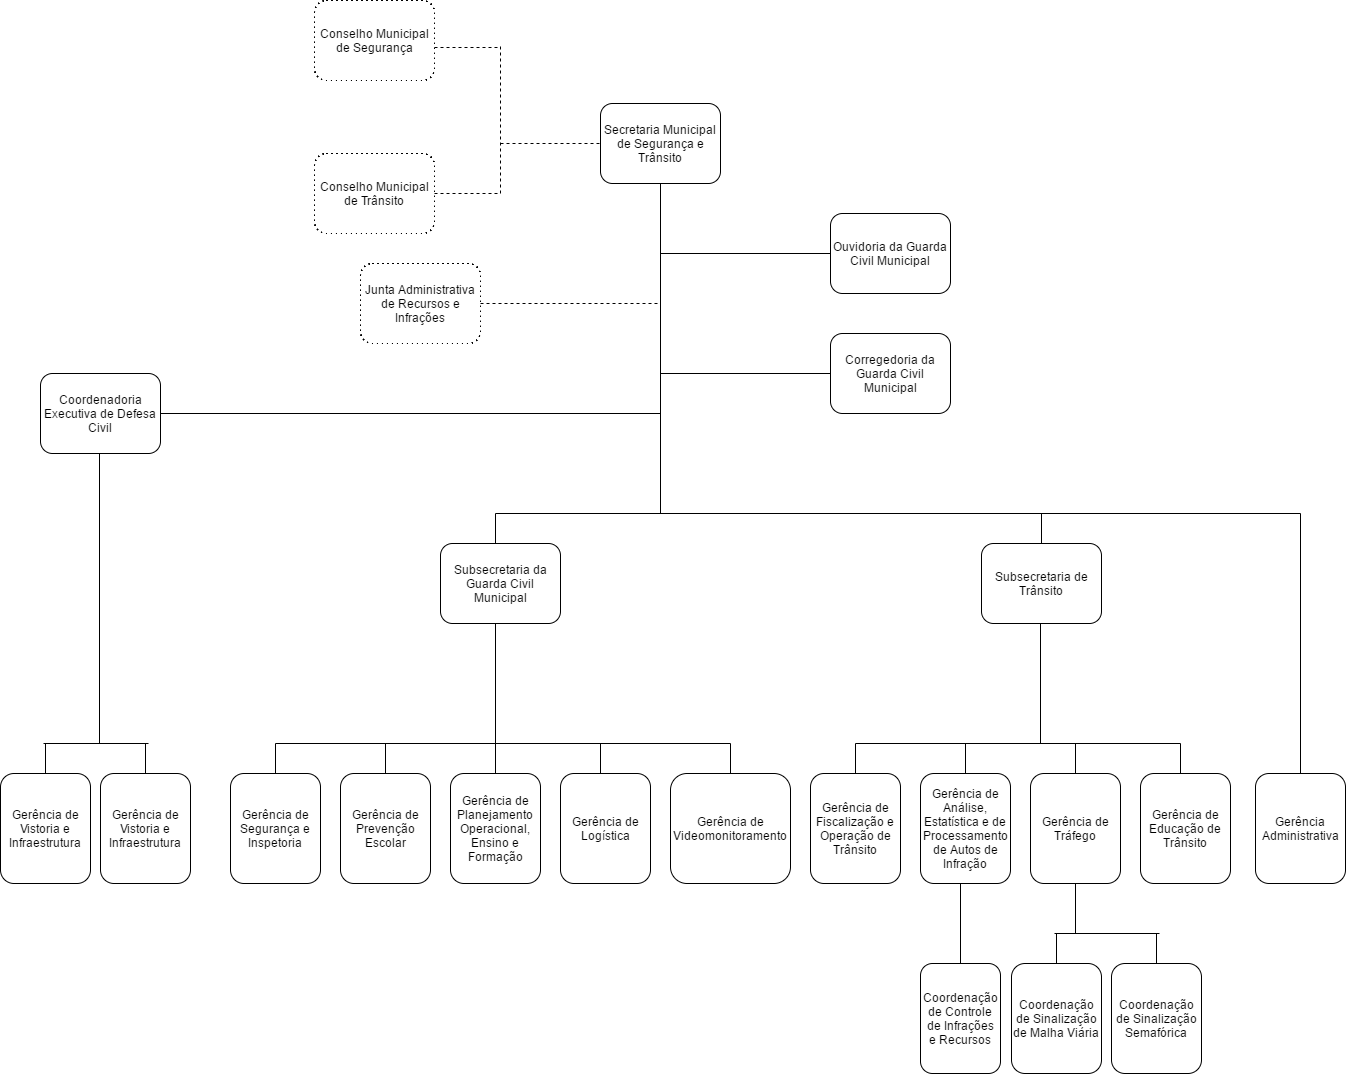 Conselho Municipal
de Segurança
Secretaria Municipal
de Segurança e
Trânsito
Conselho Municipal
de Trânsito
Ouvidoria da Guarda
Civil Municipal
Junta Administrativa
de Recursos e
Infrações
Corregedoria da
Guarda Civil
Municipal
Coordenadoria
Executiva de Defesa
Civil
Subsecretaria da
Guarda Civil
Municipal
Subsecretaria de
Trânsito
Gerência de
Vistoria e
Infraestrutura
Gerência de
Vistoria e
Infraestrutura
Gerência de
Segurança e
Inspetoria
Gerência de
Prevenção
Escolar
Gerência de
Planejamento
Operacional,
Ensino e
Formação
Gerência de
Logística
Gerência de
Videomonitoramento
Gerência de
Fiscalização e
Operação de
Trânsito
Gerência de
Análise,
Estatística e de
Processamento
de Autos de
Infração
Gerência de
Tráfego
Gerência de
Educação de
Trânsito
Gerência
Administrativa
Coordenação
de Controle
de Infrações
e Recursos
Coordenação
de Sinalização
de Malha Viária
Coordenação
de Sinalização
Semafórica